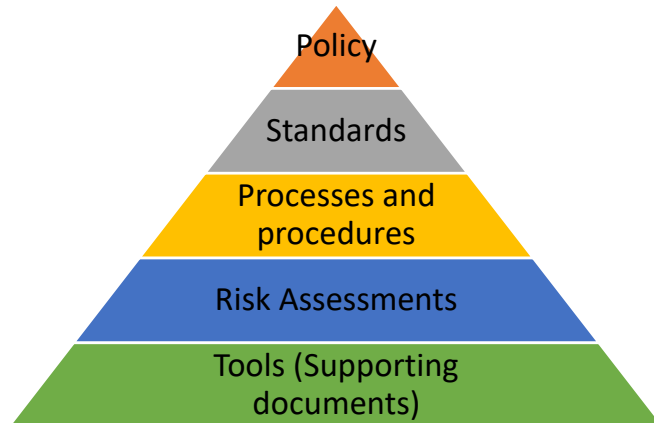 Policy
Standards
Processes and
procedures
Risk Assessments
Tools (Supporting
documents)